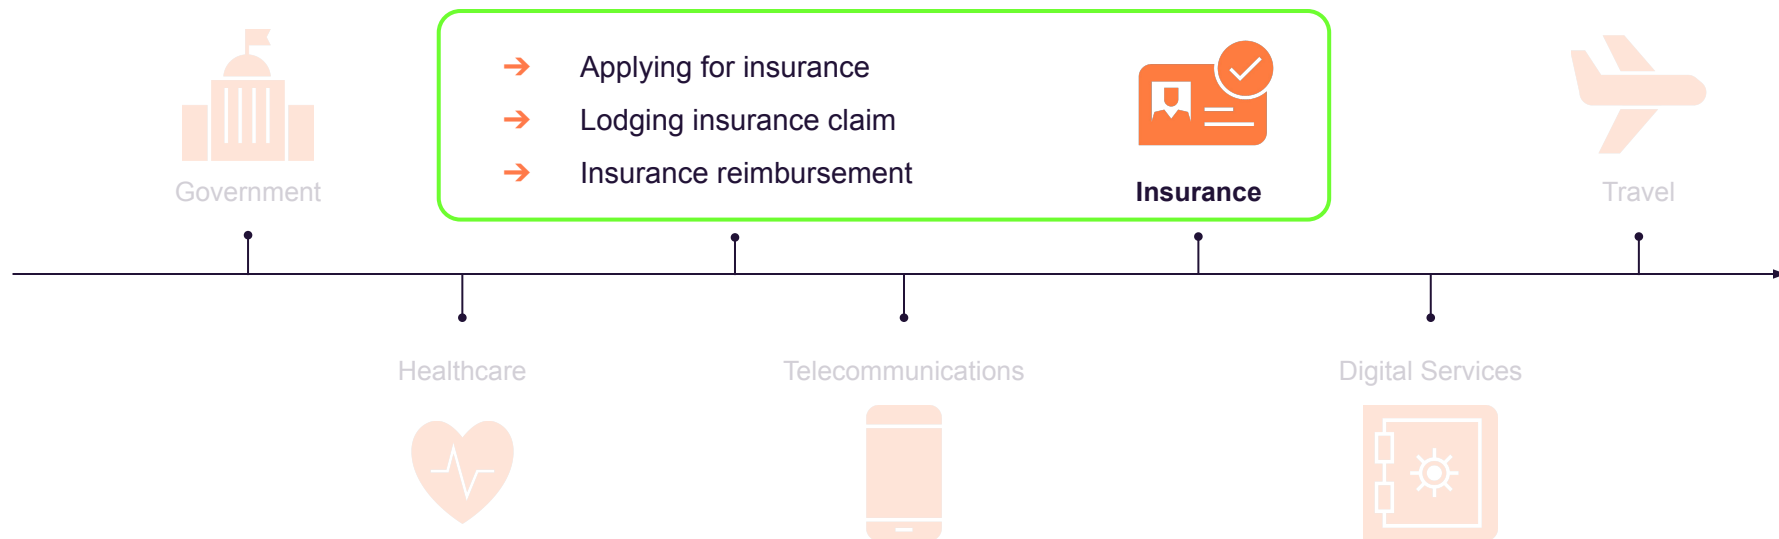 Government
Applying for insurance
Lodging insurance claim
Insurance reimbursement
Insurance
Travel
Healthcare
Telecommunications
Digital Services